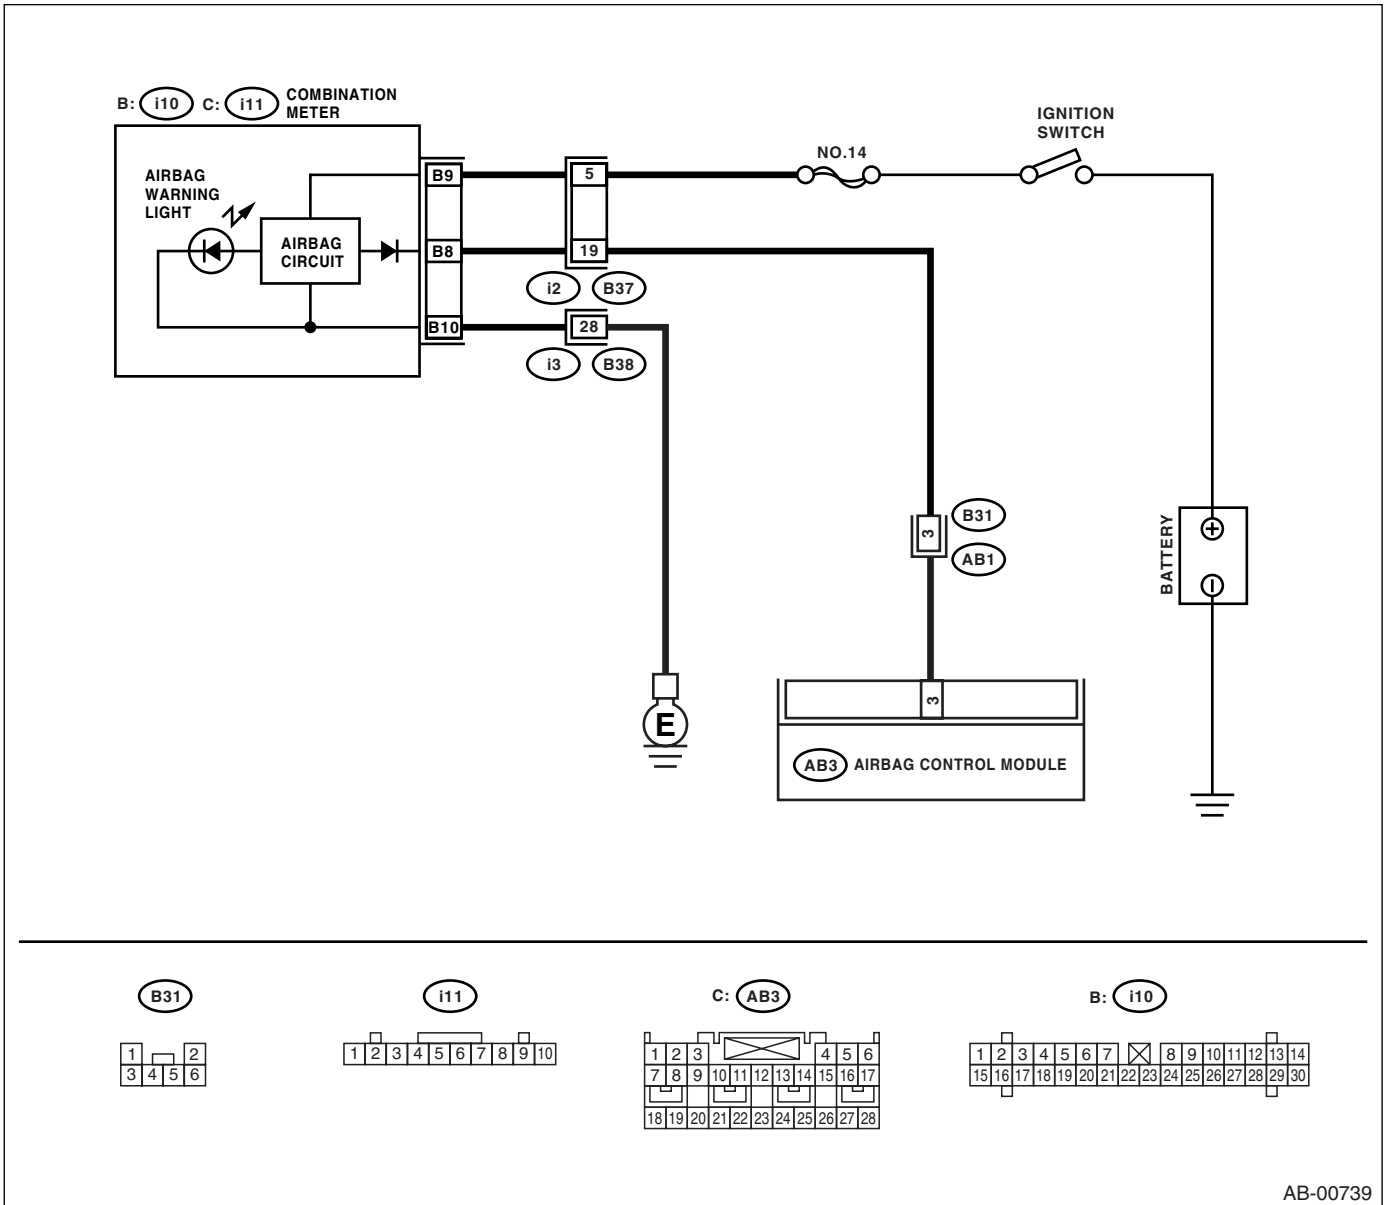 B: i10 C: i11 COMBINATION
METER
AIRBAG
WARNING
LIGHT
AIRBAG
CIRCUIT
B9
B8
B10
5
19
i2 B37
28
i3 B38
NO.14
IGNITION
SWITCH
3
B31
AB1
BATTERY
+
E
3
AB3 AIRBAG CONTROL MODULE
B31
1 2
3 4 5 6
i11
1 2 3 4 5 6 7 8 9 10
C: AB3
1 2 3 4 5 6
7 8 9 10 11 12 13 14 15 16 17
18 19 20 21 22 23 24 25 26 27 28
B: i10
1 2 3 4 5 6 7 8 9 10 11 12 13 14
15 16 17 18 19 20 21 22 23 24 25 26 27 28 29 30
AB-00739